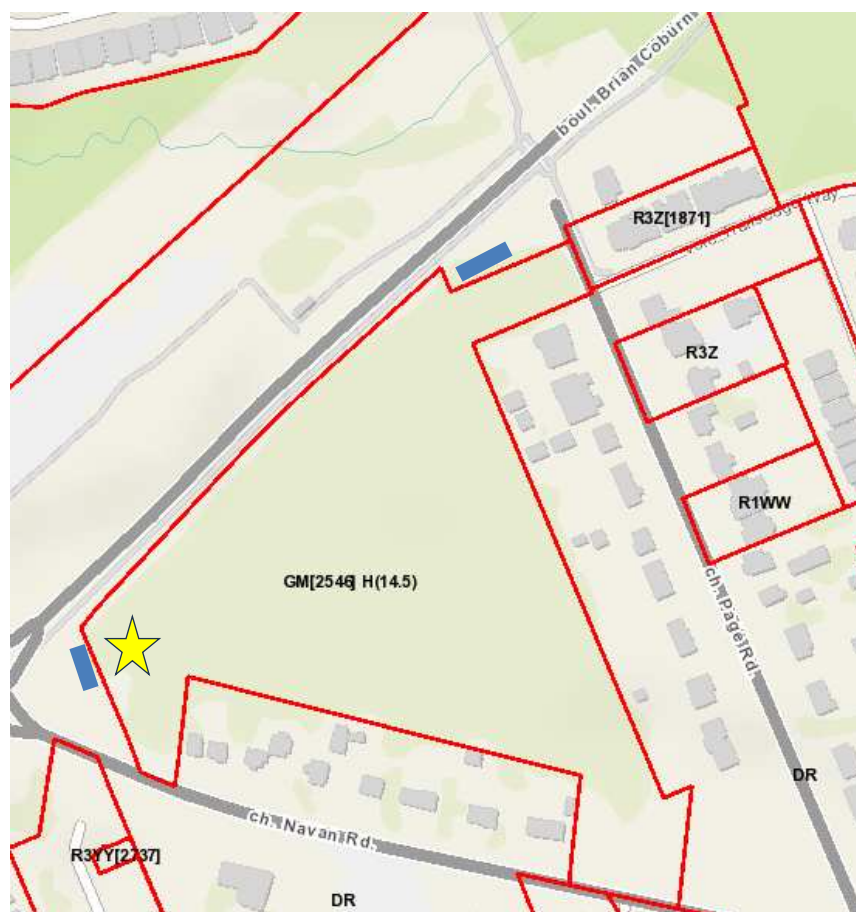 boul. Brian Coburn
R3Z[1871]
R3Z
R1WW
GM[2546] H(14.5)
ch. Pagé Rd.
DR
ch. Navan Rd.
R3YY[2737]
DR